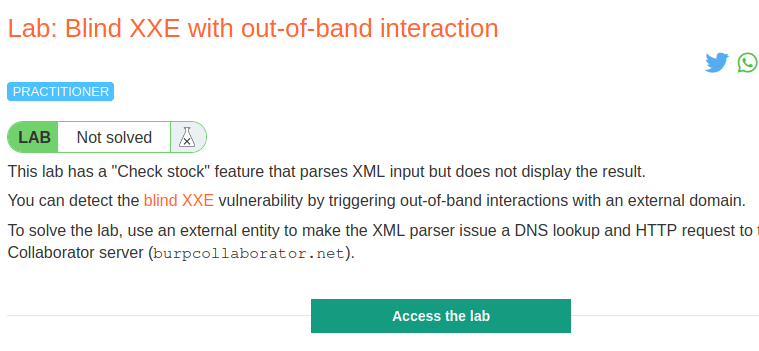 Lab: Blind XXE with out-of-band interaction
PRACTITIONER
LAB Not solved
This lab has a "Check stock" feature that parses XML input but does not display the result.
You can detect the blind XXE vulnerability by triggering out-of-band interactions with an external domain.
To solve the lab, use an external entity to make the XML parser issue a DNS lookup and HTTP request to
Collaborator server (burpcollaborator.net).
Access the lab